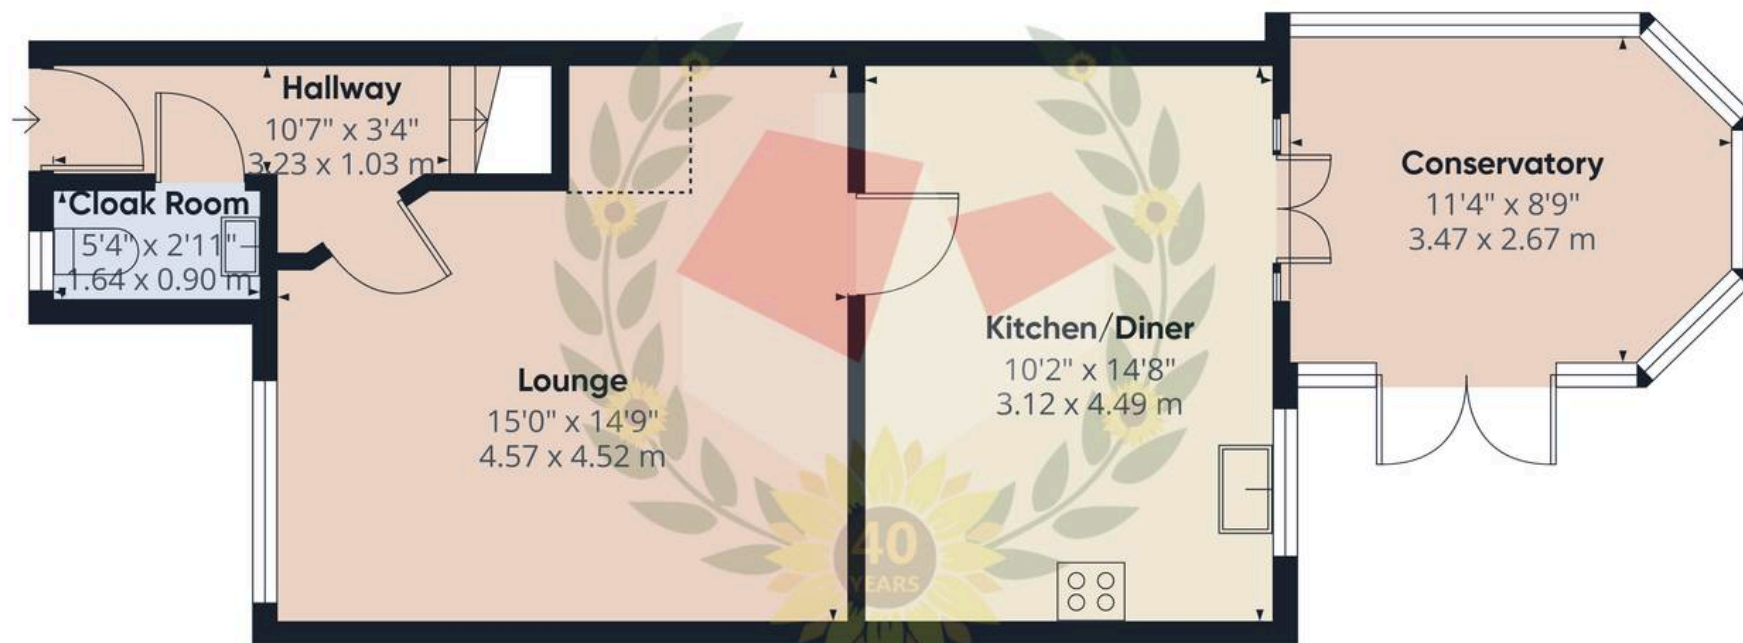 Hallway
10'7" x 3'4"
3.23 x 1.03 m
Cloak Room
5'4" x 2'11"
1.64 x 0.90 m
Lounge
15'0" x 14'9"
4.57 x 4.52 m
Kitchen/Diner
10'2" x 14'8"
3.12 x 4.49 m
Conservatory
11'4" x 8'9"
3.47 x 2.67 m
40
YEARS